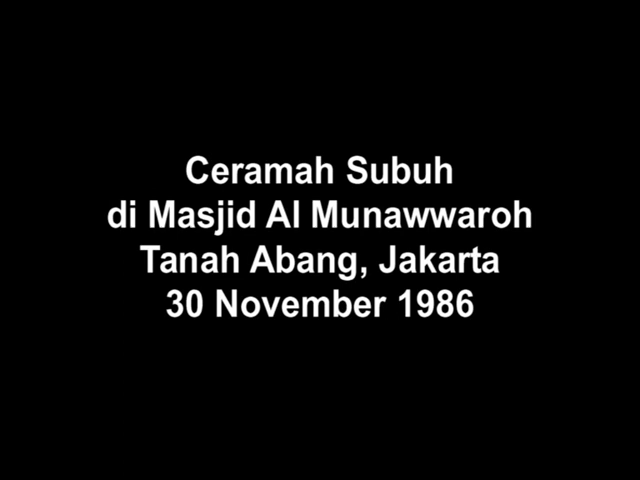 Ceramah Subuh
di Masjid Al Munawwaroh
Tanah Abang, Jakarta
30 November 1986